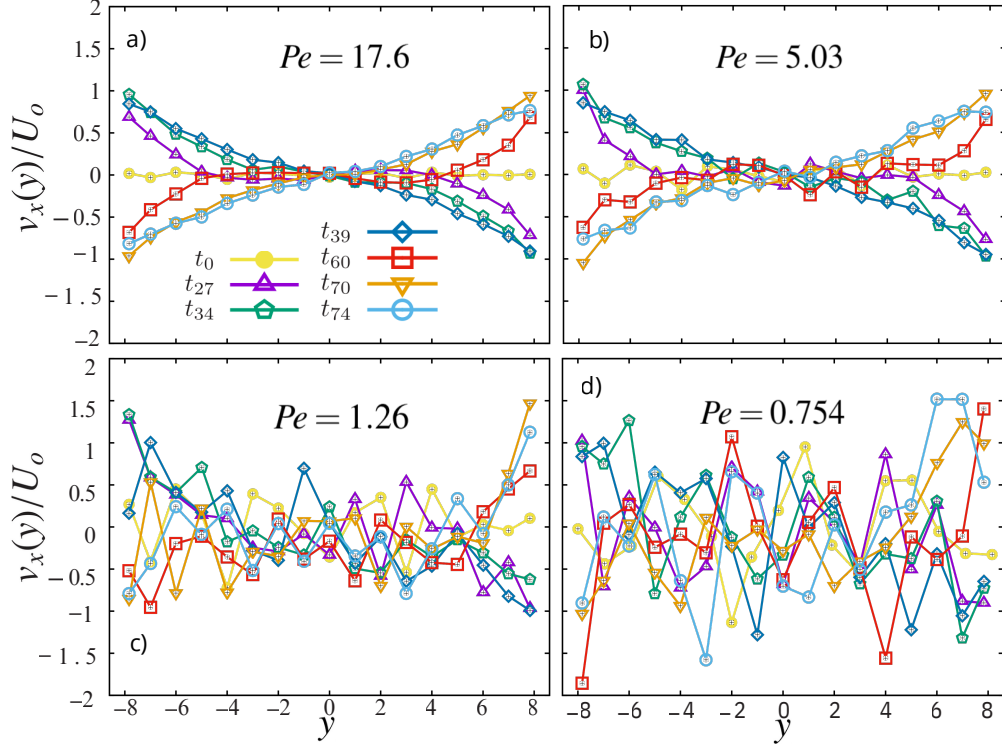 a)
Pe = 17.6
v_x(y)/U_o
2
1.5
1
0.5
0
−0.5
−1
−1.5
−2
t_0
t_27
t_34
t_39
t_60
t_70
t_74
b)
Pe = 5.03
c)
Pe = 1.26
v_x(y)/U_o
2
1.5
1
0.5
0
−0.5
−1
−1.5
−2
−8 −6 −4 −2 0 2 4 6 8
y
d)
Pe = 0.754
−8 −6 −4 −2 0 2 4 6 8
y